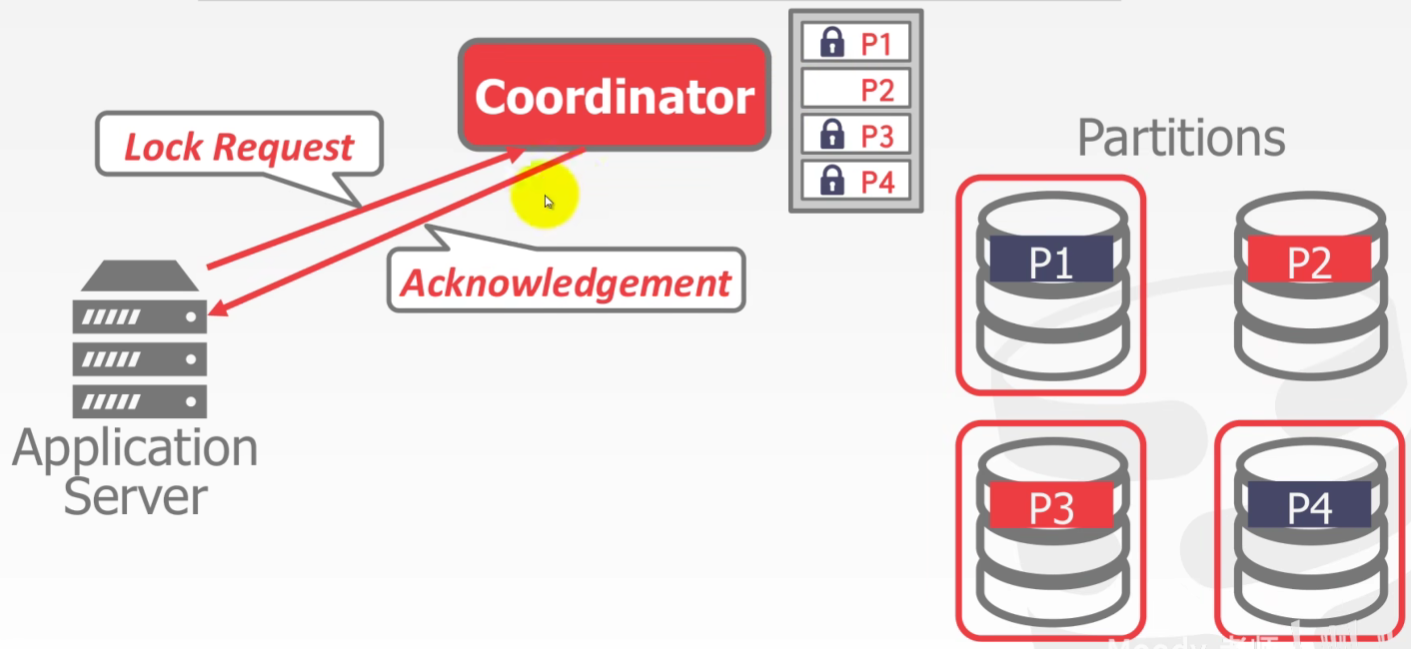 Coordinator
P1
P2
P3
P4
Lock Request
Acknowledgement
Application
Server
Partitions
P1
P2
P3
P4